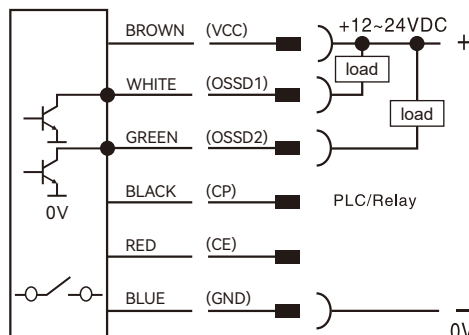 BROWN (VCC) +12~24VDC +
load
WHITE (OSSD1)
load
GREEN (OSSD2)
BLACK (CP) PLC/Relay
0V
RED (CE)
BLUE (GND) −
0V